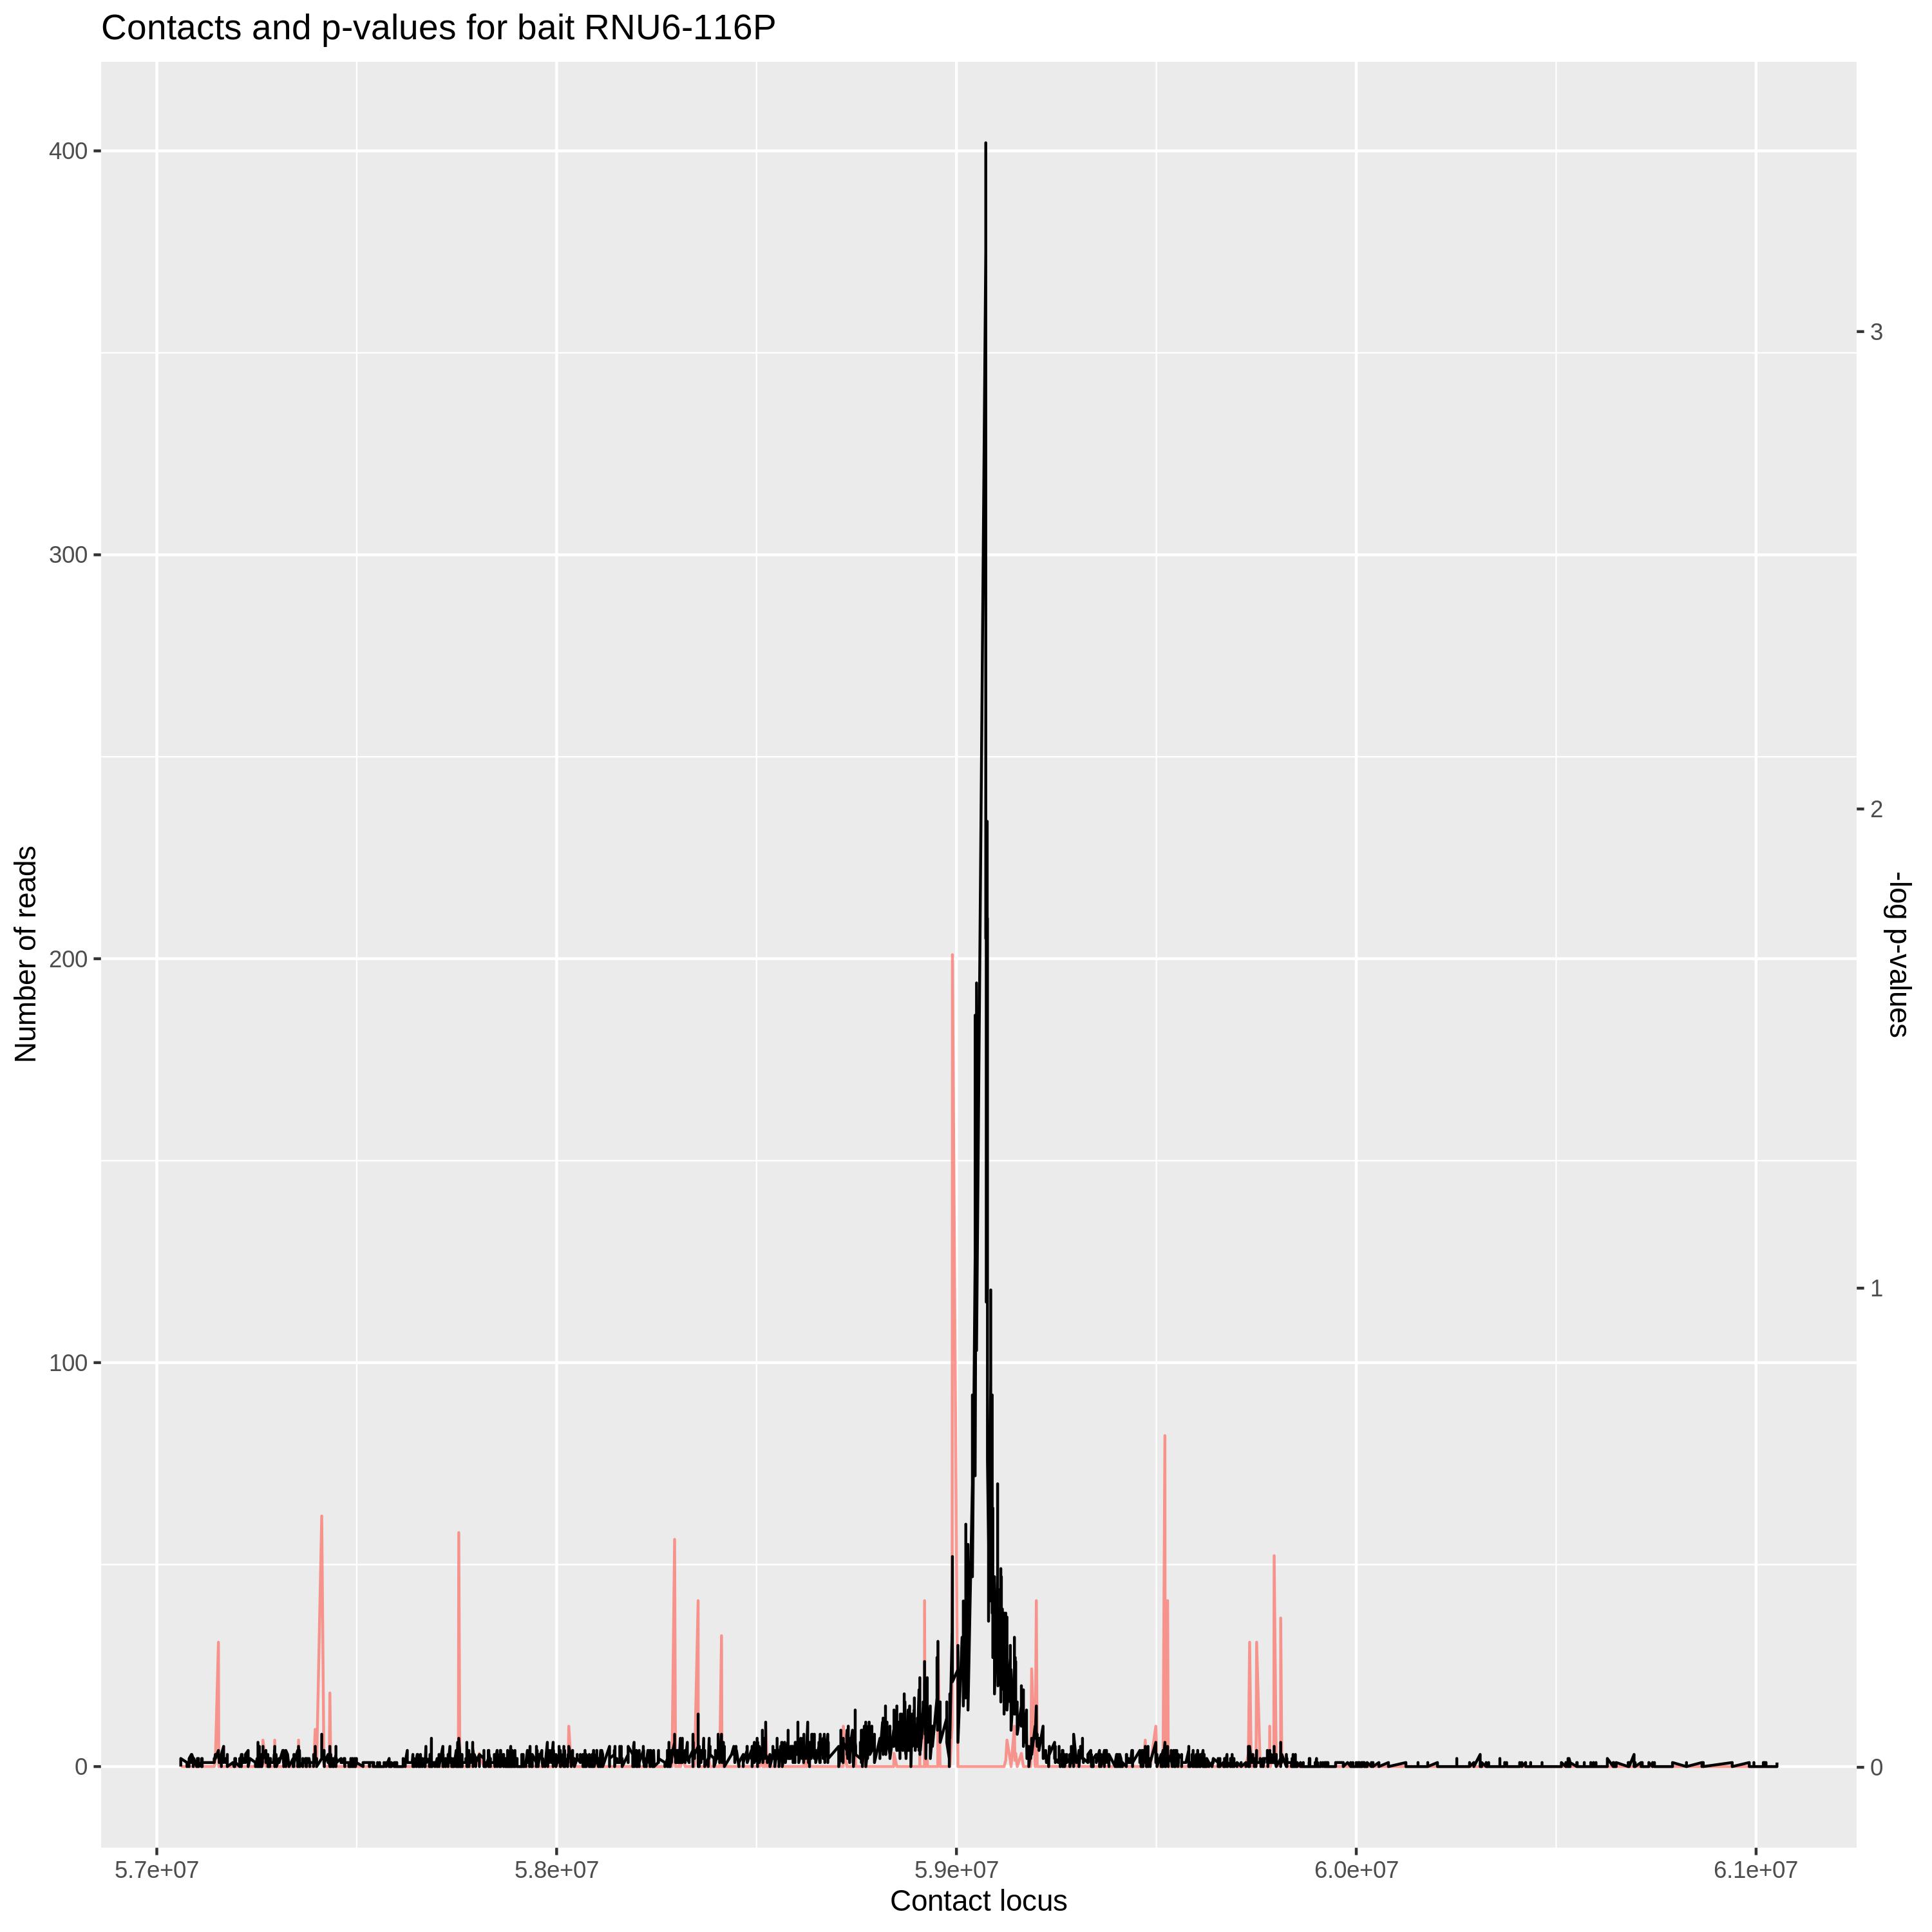 Contacts and p-values for bait RNU6-116P
400
300
200
100
0
Number of reads
3
2
1
0
-log p-values
5.7e+07
5.8e+07
5.9e+07
6.0e+07
6.1e+07
Contact locus